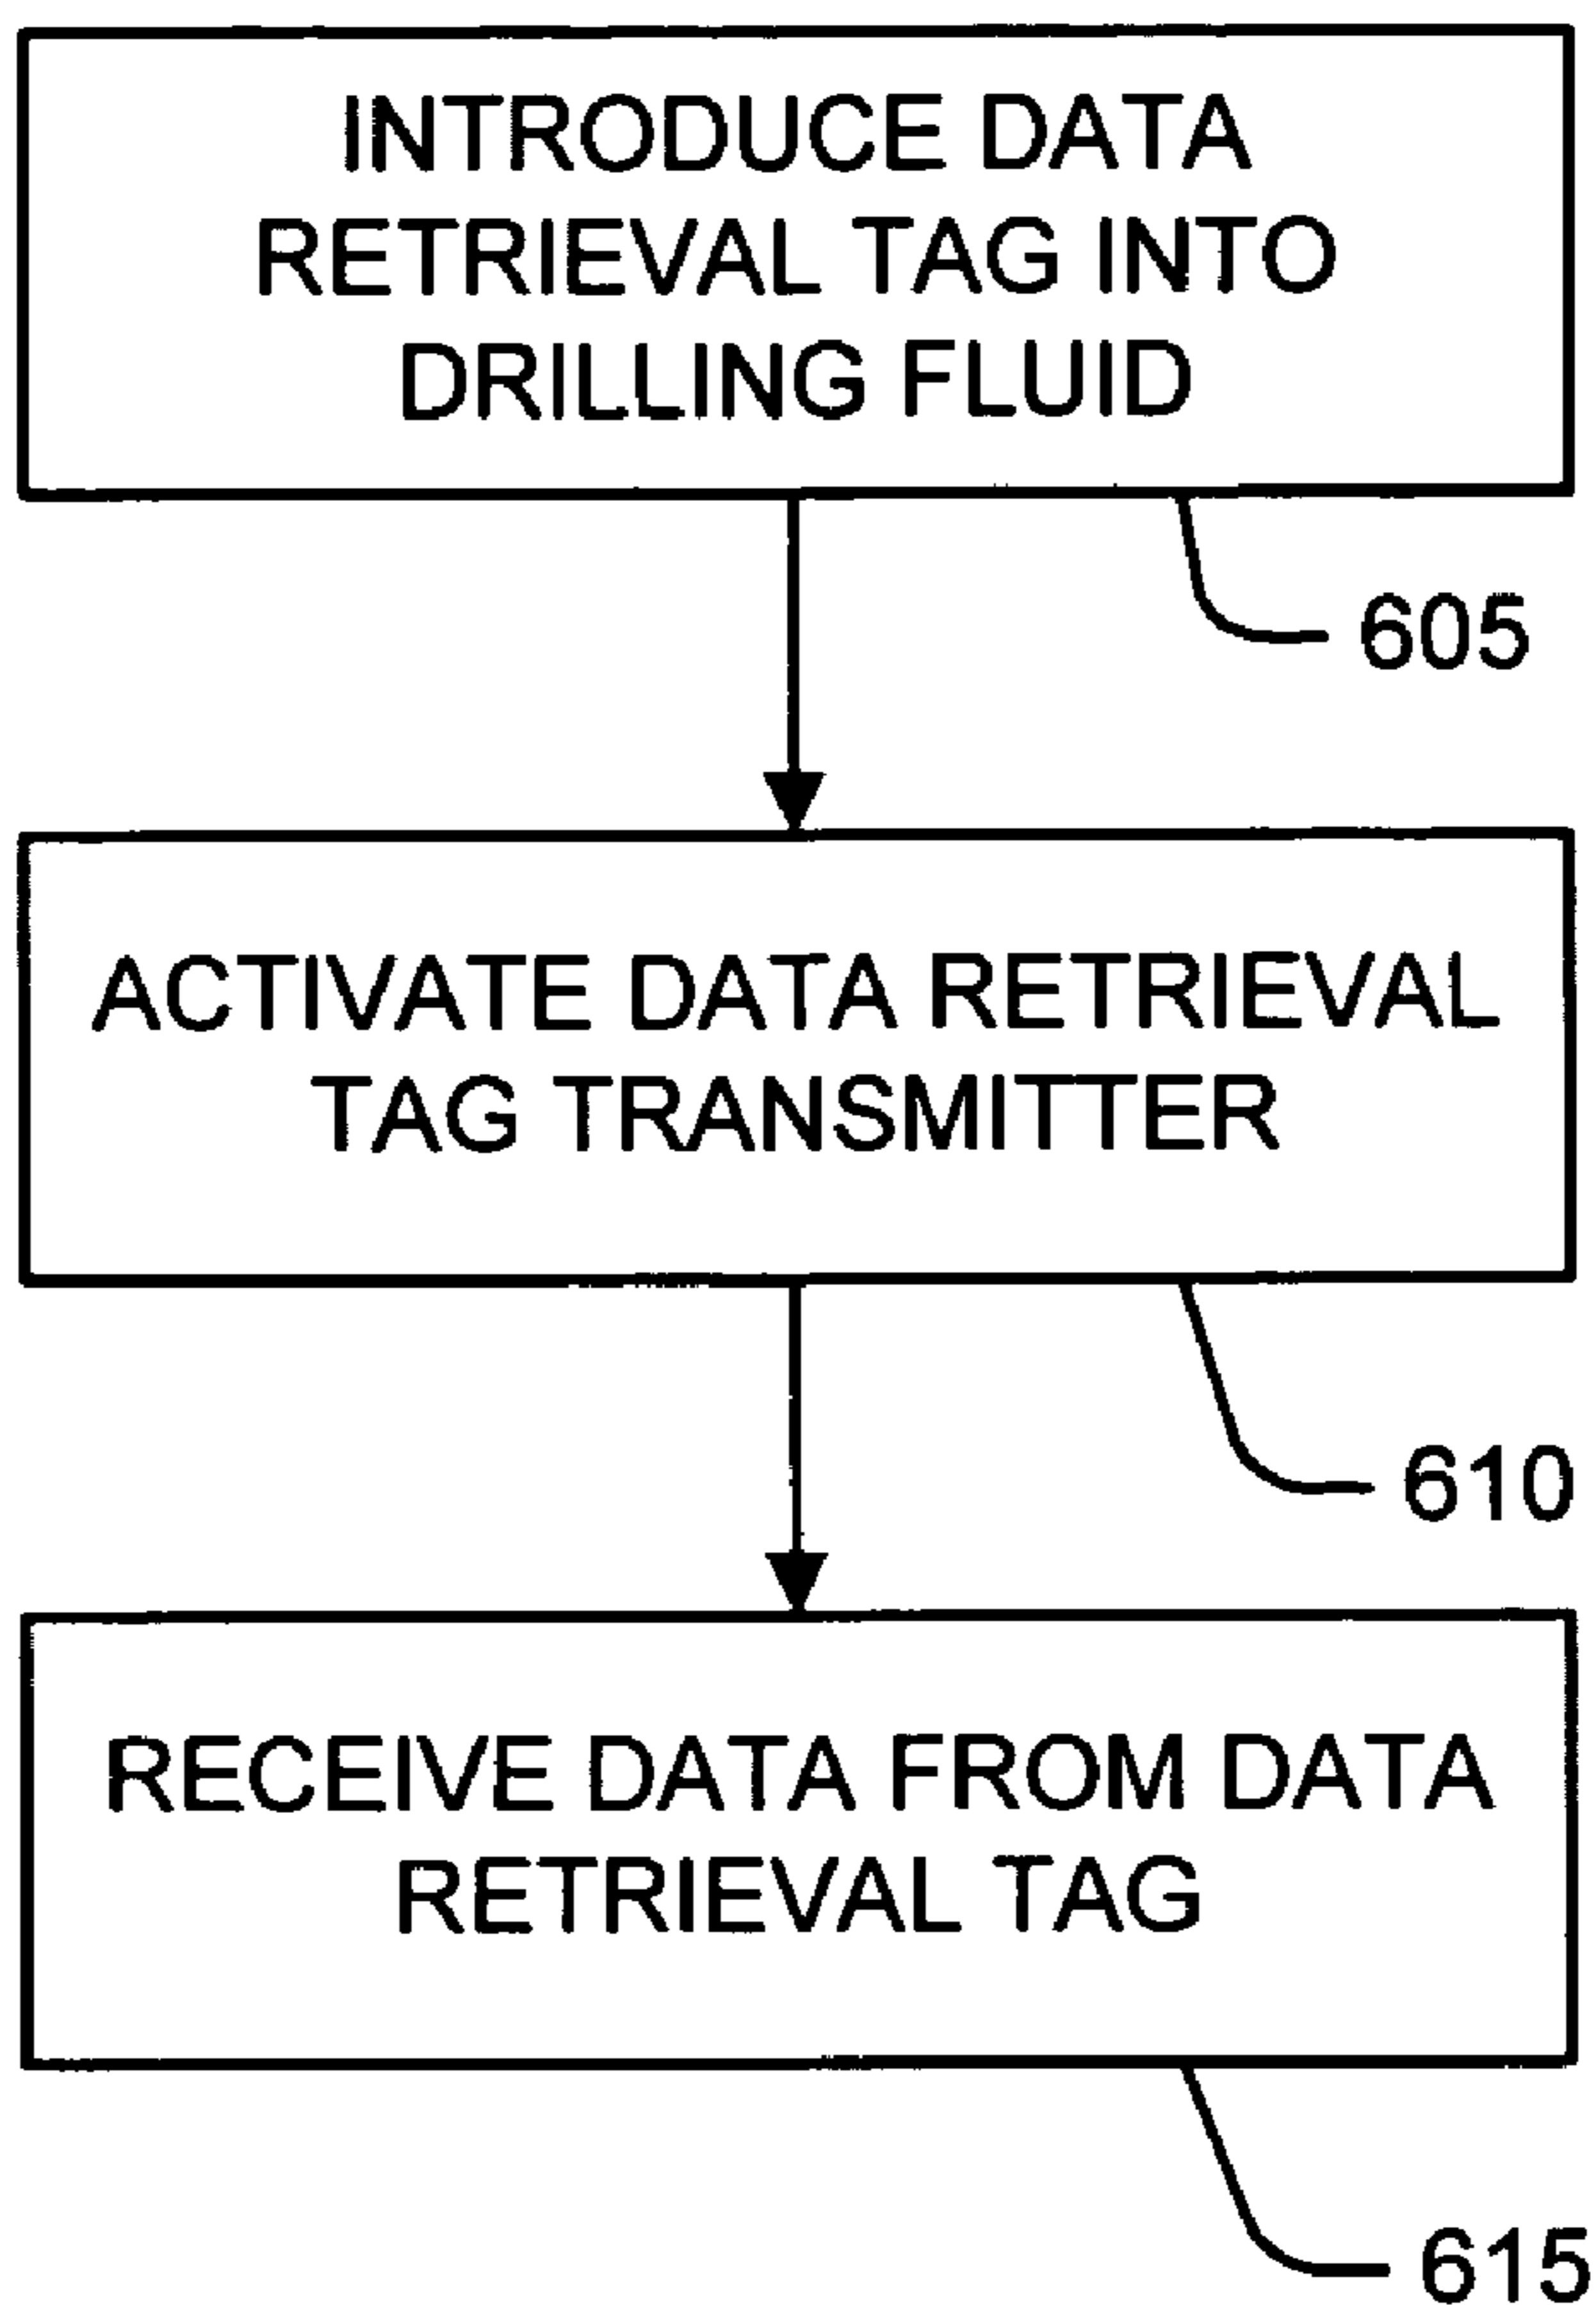 INTRODUCE DATA
RETRIEVAL TAG INTO
DRILLING FLUID
605
ACTIVATE DATA RETRIEVAL
TAG TRANSMITTER
610
RECEIVE DATA FROM DATA
RETRIEVAL TAG
615